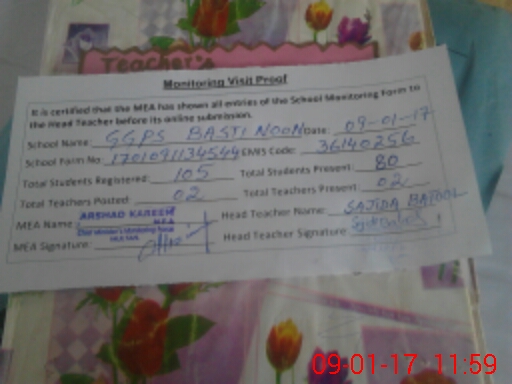 Teacher's
Monitoring Visit Proof
It is certified that the MEA has shown all entries of the School Monitoring Form to
the Head Teacher before its online submission.
School Name: GGPS BASTI NOON Date: 09-01-17
School Form No: EMIS Code: 36140256
Total Students Registered: 105 Total Students Present: 80
Total Teachers Posted: 02 Total Teachers Present: 02
MEA Name: ARSHAD KAREEM Head Teacher Name: SAJIDA BATOOL
M.E.A
Chief Minister's Monitoring Force
MEA Signature: Head Teacher Signature:
09-01-17 11:59